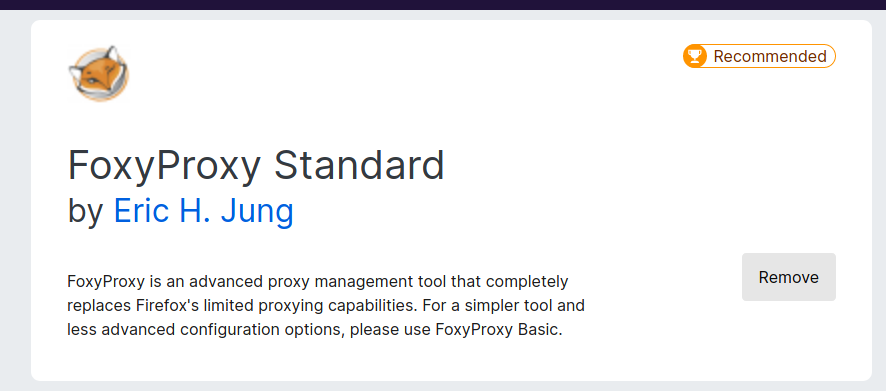 Recommended
FoxyProxy Standard
by Eric H. Jung
FoxyProxy is an advanced proxy management tool that completely
replaces Firefox's limited proxying capabilities. For a simpler tool and
less advanced configuration options, please use FoxyProxy Basic.
Remove